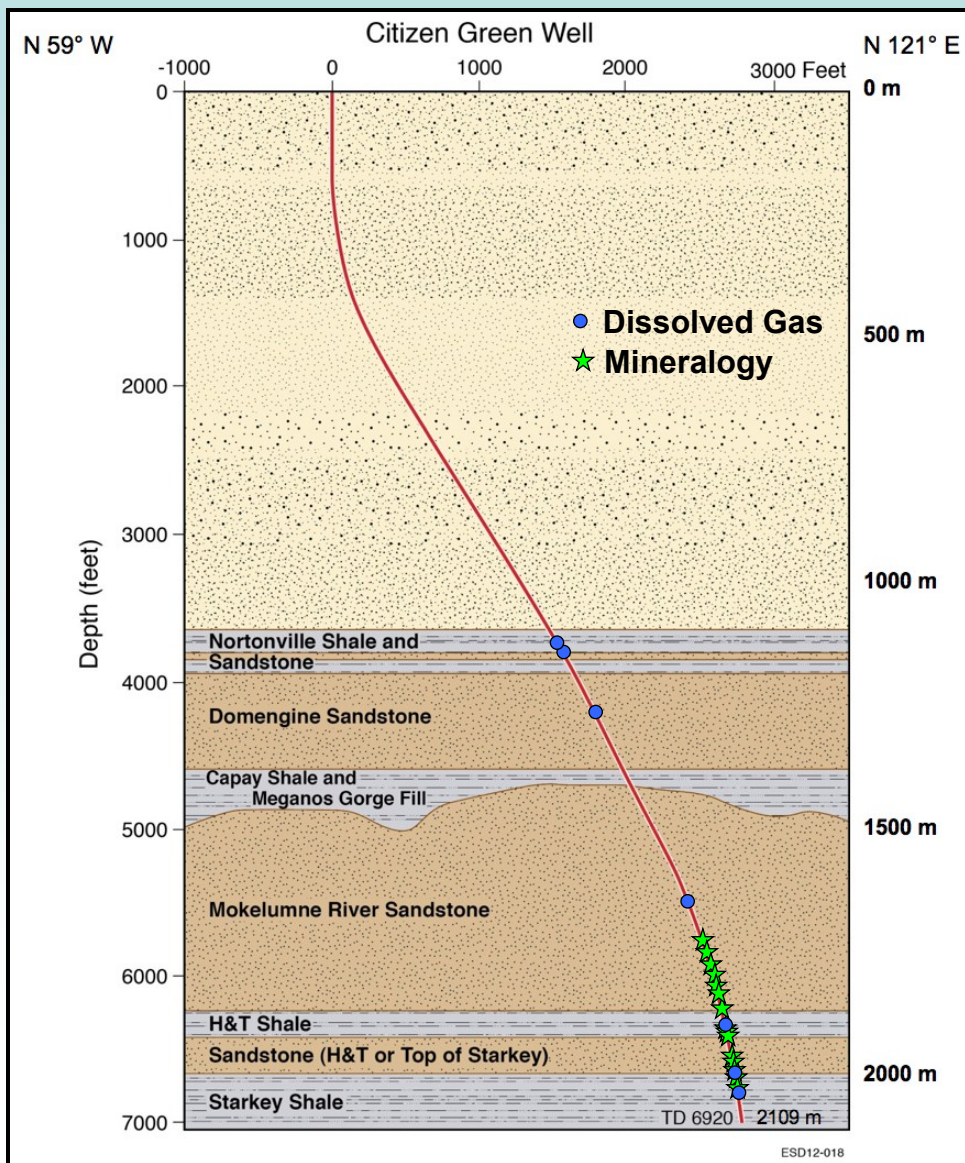 Citizen Green Well
N 59° W
N 121° E
-1000 0 1000 2000 3000 Feet
0
0 m
1000
Dissolved Gas
500 m
Mineralogy
2000
3000
Depth (feet)
1000 m
Nortonville Shale and
Sandstone
4000
Domengine Sandstone
Capay Shale and
Meganos Gorge Fill
5000
1500 m
Mokelumne River Sandstone
6000
H&T Shale
Sandstone (H&T or Top of Starkey)
2000 m
Starkey Shale
7000
TD 6920 2109 m
ESD12-018